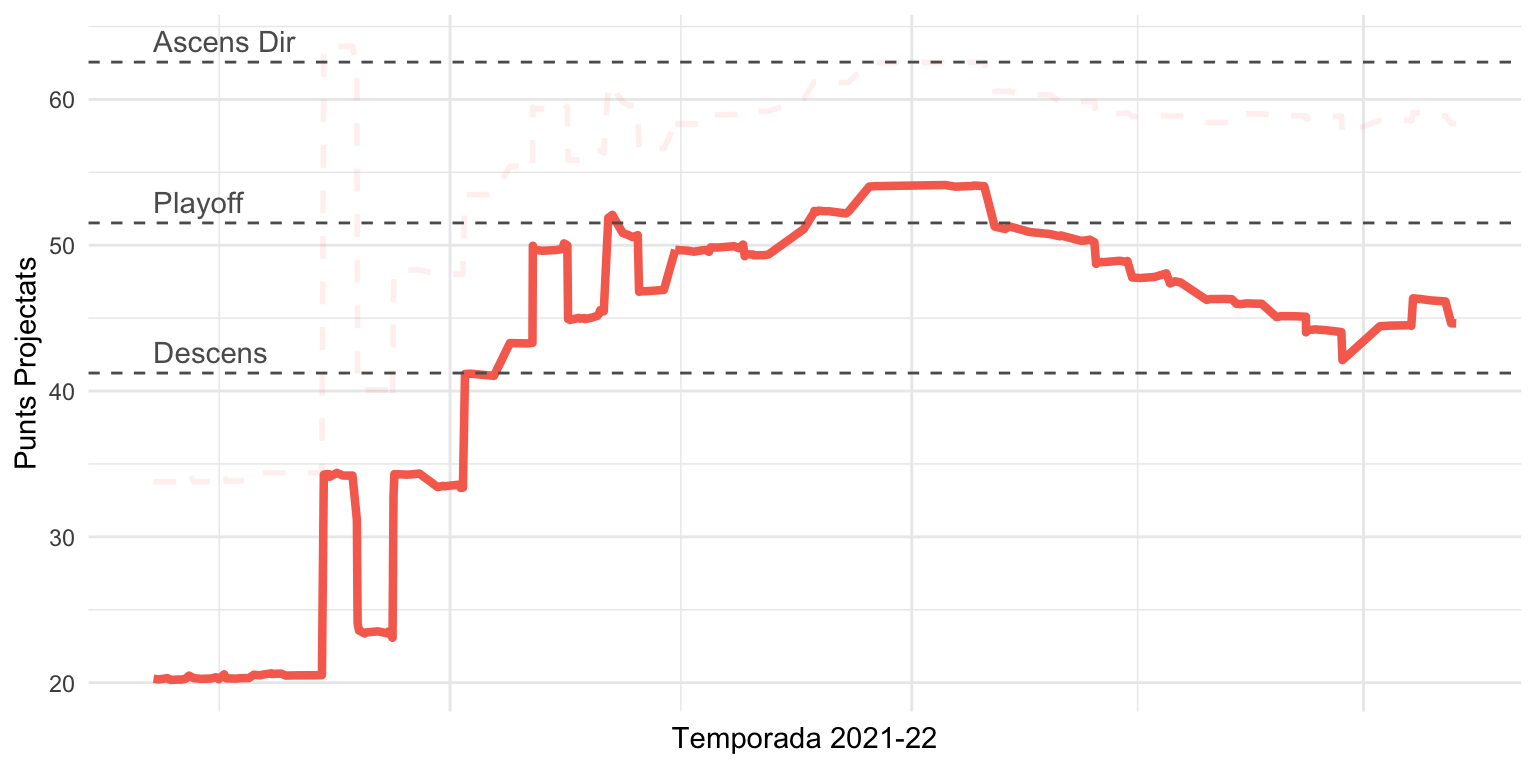 Ascens Dir
60
Playoff
50
Descens
40
30
20
Punts Projectats
Temporada 2021-22